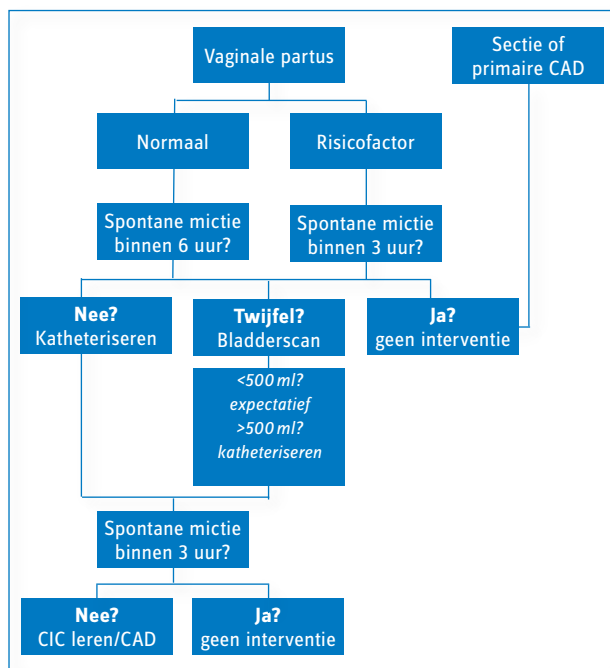 Vaginale partus
Sectie of
primaire CAD
Normaal
Risicofactor
Spontane mictie
binnen 6 uur?
Spontane mictie
binnen 3 uur?
Nee?
Katheteriseren
Twijfel?
Bladderscan
Ja?
geen interventie
<500 ml?
expectatief
>500 ml?
katheteriseren
Spontane mictie
binnen 3 uur?
Nee?
CIC leren/CAD
Ja?
geen interventie